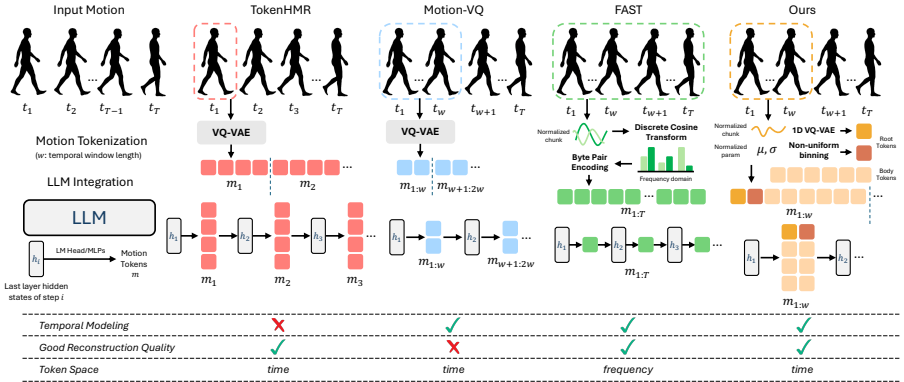 Input Motion
t1 t2 ... tT−1 tT
Motion Tokenization
(w: temporal window length)
LLM Integration
LLM
hi
LM Head/MLPs
Motion
Tokens
m
Last layer hidden
states of step i
TokenHMR
t1 t2 t3 ... tT
VQ-VAE
...
m1 m2
h1 h2 h3 ...
m1 m2 m3
Motion-VQ
... ...
t1 tw tw+1 tT
VQ-VAE
...
m1:w mw+1:2w
h1 h2 ...
m1:w mw+1:2w
FAST
... ...
t1 tw tw+1 tT
Normalized
chunk
Discrete Cosine
Transform
Byte Pair
Encoding
Frequency domain
...
m1:T
h1 h2 h3 ...
m1:T
Ours
... ...
t1 tw tw+1 tT
Normalized
chunk
1D VQ-VAE
Normalized
param
μ, σ
Non-uniform
binning
Root
Tokens
Body
Tokens
...
m1:w
h1 h2 ...
m1:w
Temporal Modeling ✗ ✓ ✓ ✓
Good Reconstruction Quality ✓ ✗ ✓ ✓
Token Space time time frequency time